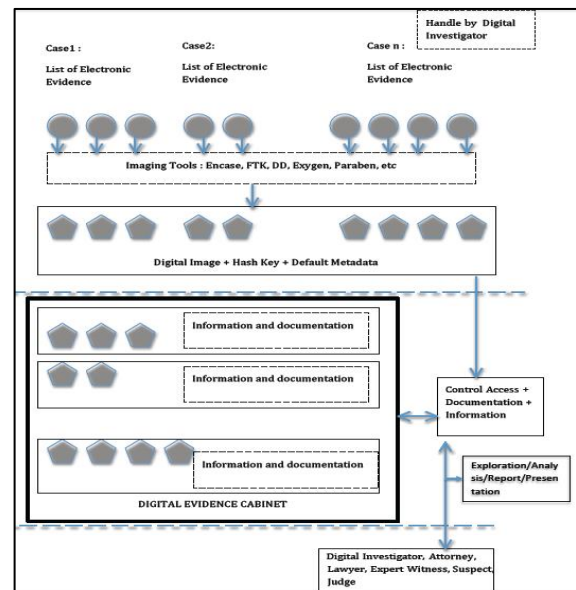 Handle by Digital
Investigator
Case1 :
Case2:
Case n :
List of Electronic
Evidence
List of Electronic
Evidence
List of Electronic
Evidence
Imaging Tools : Encase, FTK, DD, Exygen, Paraben, etc
Digital Image + Hash Key + Default Metadata
Information and documentation
Information and documentation
Information and documentation
DIGITAL EVIDENCE CABINET
Control Access +
Documentation +
Information
Exploration/Analy
sis/Report/Presen
tation
Digital Investigator, Attorney,
Lawyer, Expert Witness, Suspect,
Judge